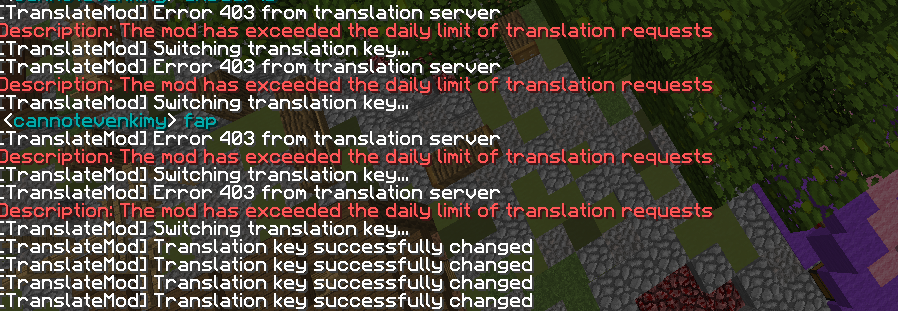 [TranslateMod] Error 403 from translation server
Description: The mod has exceeded the daily limit of translation requests
[TranslateMod] Switching translation key...
[TranslateMod] Error 403 from translation server
Description: The mod has exceeded the daily limit of translation requests
[TranslateMod] Switching translation key...
<cannotevenkimy> fap
[TranslateMod] Error 403 from translation server
Description: The mod has exceeded the daily limit of translation requests
[TranslateMod] Switching translation key...
[TranslateMod] Error 403 from translation server
Description: The mod has exceeded the daily limit of translation requests
[TranslateMod] Switching translation key...
[TranslateMod] Translation key successfully changed
[TranslateMod] Translation key successfully changed
[TranslateMod] Translation key successfully changed
[TranslateMod] Translation key successfully changed